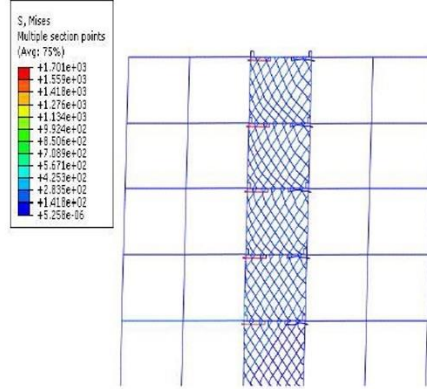 S, Mises
Multiple section points
(Avg: 75%)
+1.701e+03
+1.559e+03
+1.418e+03
+1.276e+03
+1.134e+03
+9.924e+02
+8.506e+02
+7.089e+02
+5.671e+02
+4.253e+02
+2.835e+02
+1.418e+02
+5.258e-06